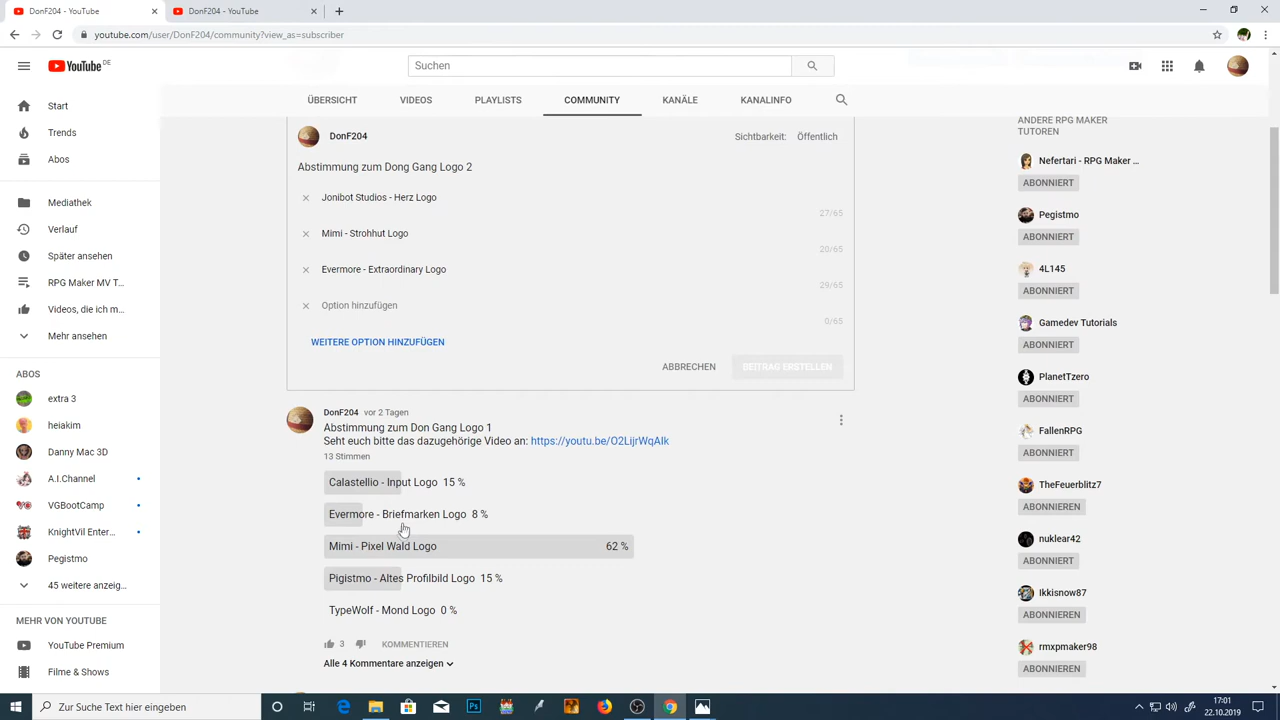 DonF204 - YouTube
DonF204 - YouTube
youtube.com/user/DonF204/community?view_as=subscriber
YouTube DE
Suchen
ÜBERSICHT VIDEOS PLAYLISTS COMMUNITY KANÄLE KANALINFO
Start
Trends
Abos
Mediathek
Verlauf
Später ansehen
RPG Maker MV T...
Videos, die ich m...
Mehr ansehen
ABOS
extra 3
heiakim
Danny Mac 3D
A.I.Channel
VGBootCamp
KnightVil Enter...
Pegistmo
45 weitere anzeig...
MEHR VON YOUTUBE
YouTube Premium
Filme & Shows
DonF204
Sichtbarkeit: Öffentlich
Abstimmung zum Dong Gang Logo 2
Jonibot Studios - Herz Logo
27/65
Mimi - Strohhut Logo
20/65
Evermore - Extraordinary Logo
29/65
Option hinzufügen
0/65
WEITERE OPTION HINZUFÜGEN
ABBRECHEN
BEITRAG ERSTELLEN
DonF204 vor 2 Tagen
Abstimmung zum Don Gang Logo 1
Seht euch bitte das dazugehörige Video an: https://youtu.be/O2LijrWqAIk
13 Stimmen
Calastellio - Input Logo 15 %
Evermore - Briefmarken Logo 8 %
Mimi - Pixel Wald Logo 62 %
Pigistmo - Altes Profilbild Logo 15 %
TypeWolf - Mond Logo 0 %
3 KOMMENTIEREN
Alle 4 Kommentare anzeigen
ANDERE RPG MAKER
TUTOREN
Nefertari - RPG Maker ...
ABONNIERT
Pegistmo
ABONNIERT
4L145
ABONNIERT
Gamedev Tutorials
ABONNIERT
PlanetTzero
ABONNIERT
FallenRPG
ABONNIERT
TheFeuerblitz7
ABONNIEREN
nuklear42
ABONNIERT
Ikkisnow87
ABONNIEREN
rmxpmaker98
ABONNIEREN
Zur Suche Text hier eingeben
Ps
17:01
22.10.2019